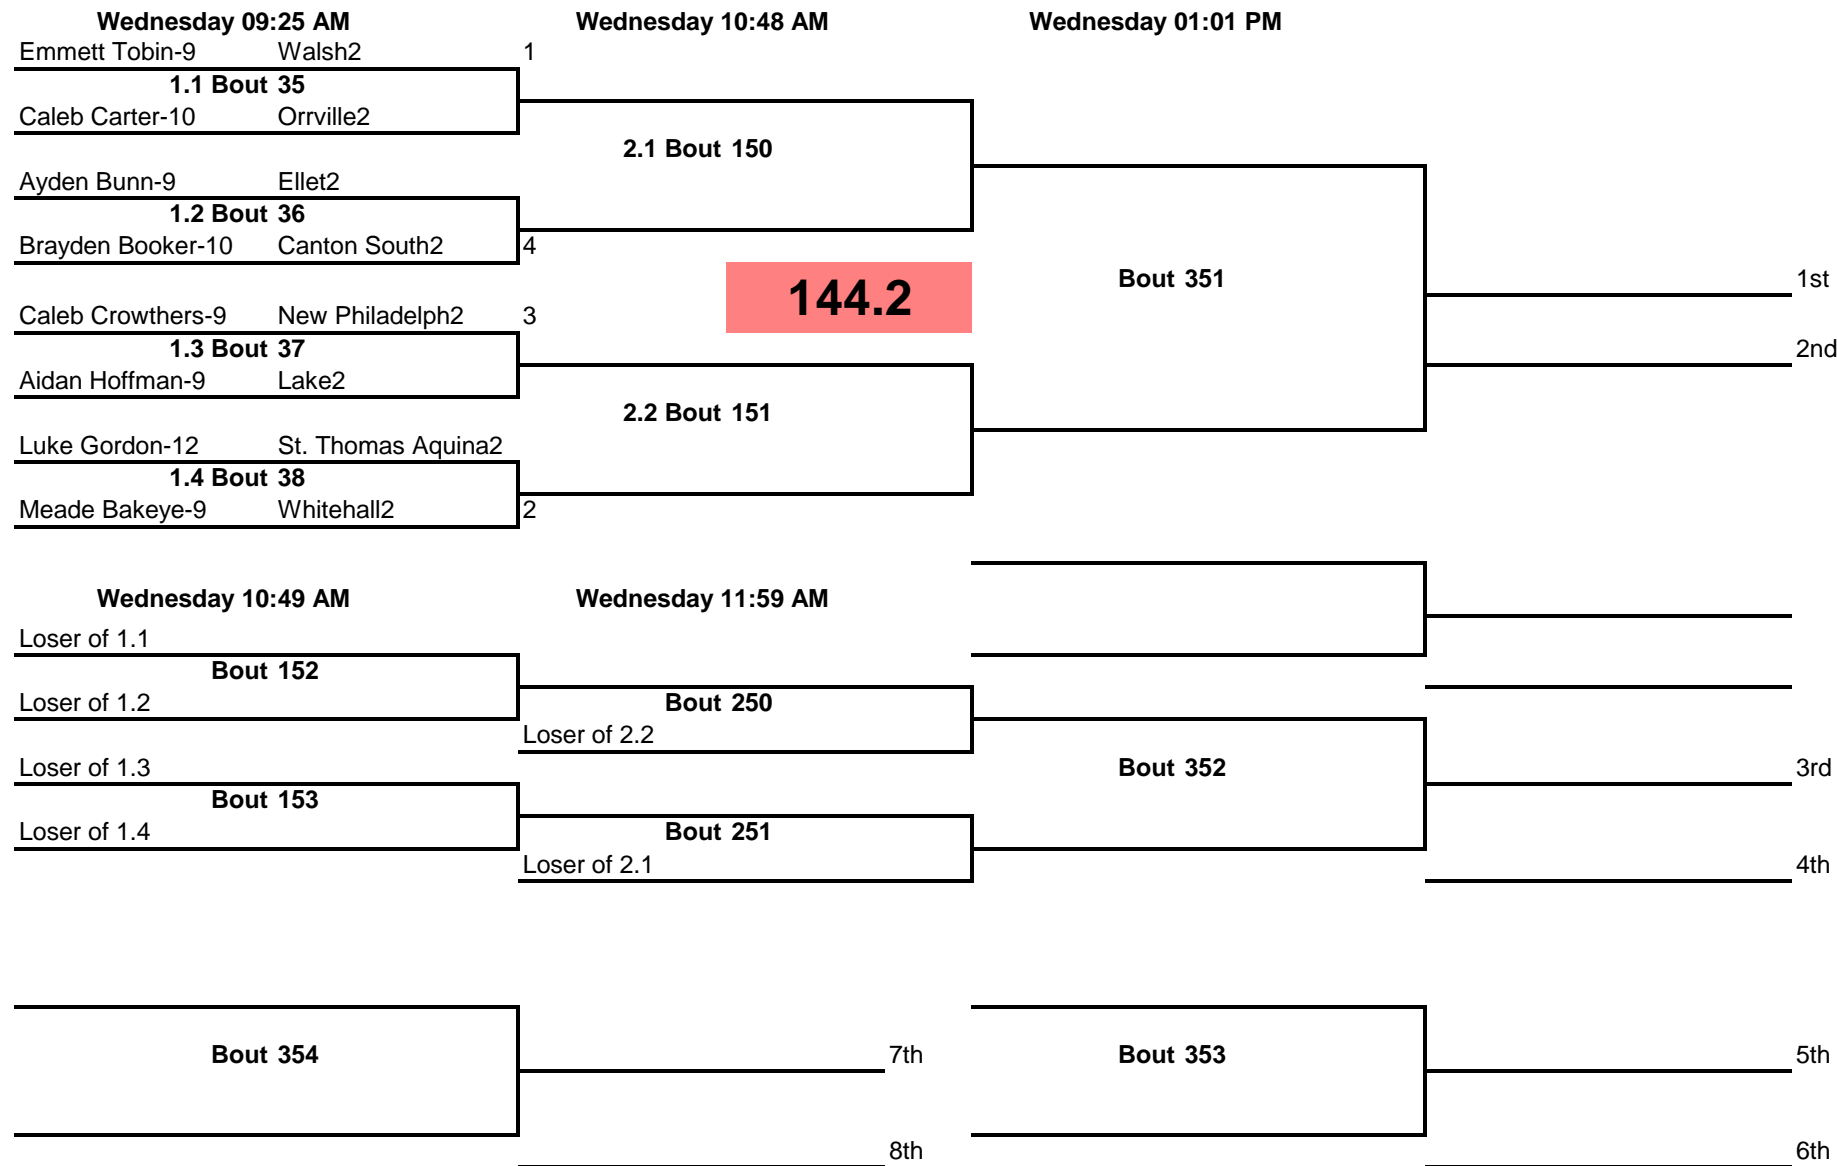 Wednesday 09:25 AM Wednesday 10:48 AM Wednesday 01:01 PM
Emmett Tobin-9 Walsh2 1
1.1 Bout 35
Caleb Carter-10 Orrville2
2.1 Bout 150
Ayden Bunn-9 Ellet2
1.2 Bout 36
Brayden Booker-10 Canton South2 4
144.2 Bout 351 1st
Caleb Crowthers-9 New Philadelph2 3
1.3 Bout 37 2nd
Aidan Hoffman-9 Lake2
2.2 Bout 151
Luke Gordon-12 St. Thomas Aquina2
1.4 Bout 38
Meade Bakeye-9 Whitehall2 2
Wednesday 10:49 AM Wednesday 11:59 AM
Loser of 1.1
Bout 152
Loser of 1.2 Bout 250
Loser of 2.2
Loser of 1.3 Bout 352 3rd
Bout 153
Loser of 1.4 Bout 251
Loser of 2.1 4th
Bout 354 7th Bout 353 5th
8th 6th